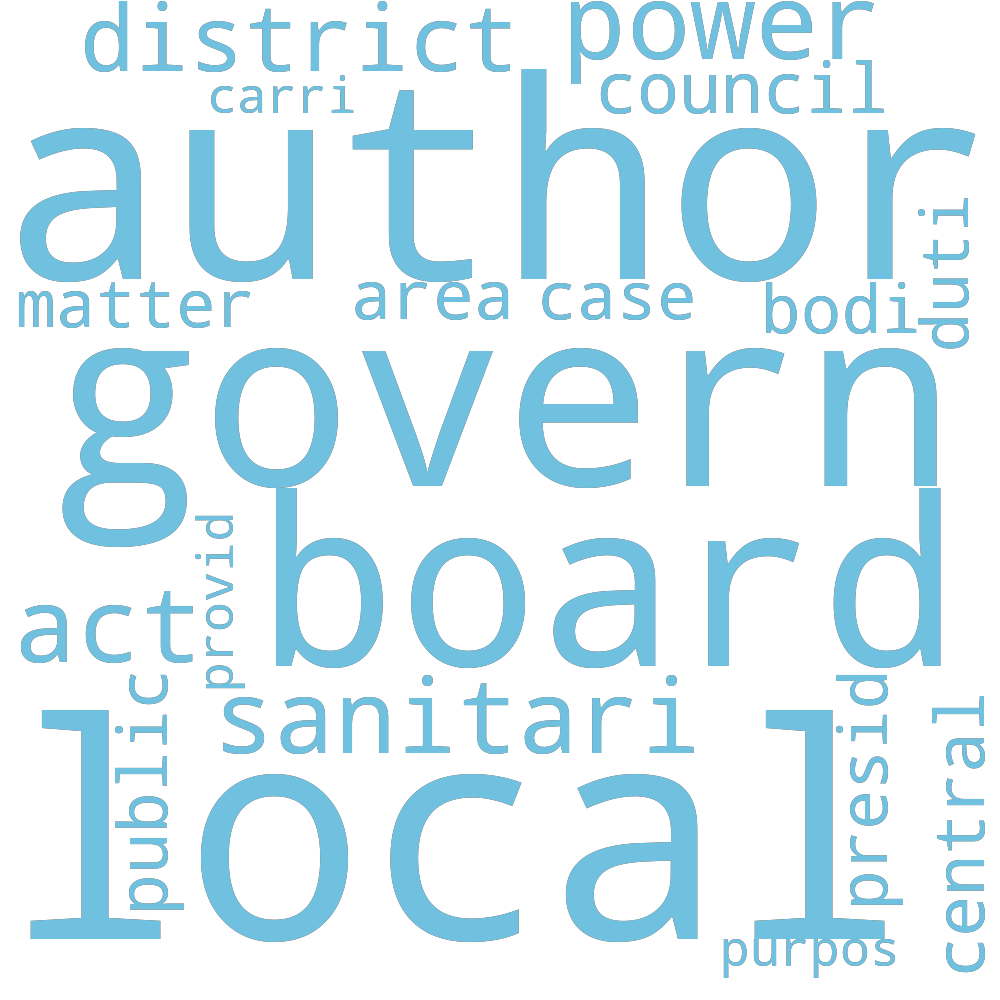 district power
carri council
author
duti
matter area case bodi
govern
board
provid
act
sanitari
public
presid
central
local
purpos